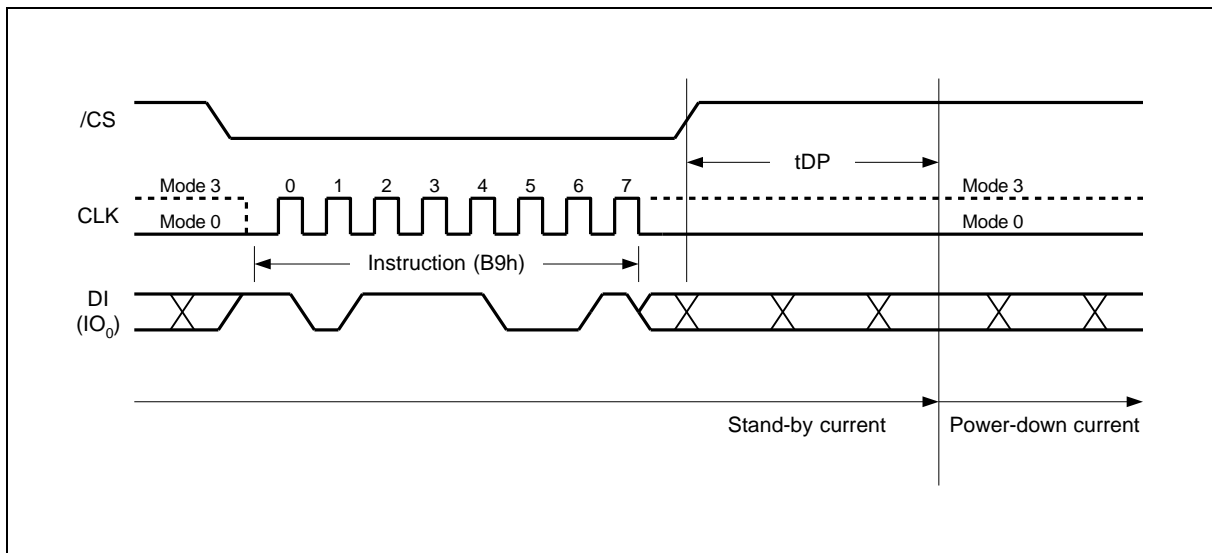 /CS
tDP
Mode 3 0 1 2 3 4 5 6 7 Mode 3
CLK
Mode 0 Mode 0
Instruction (B9h)
DI
(IO₀)
Stand-by current Power-down current